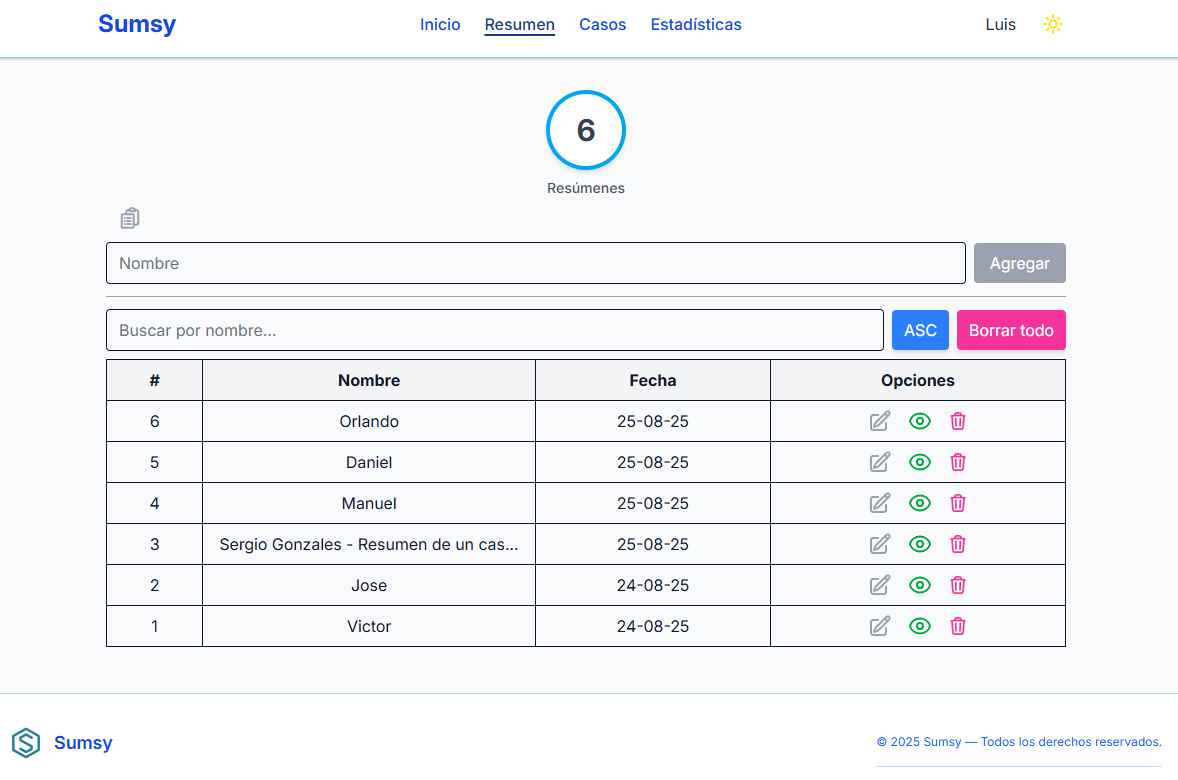 Sumsy Inicio Resumen Casos Estadísticas Luis
6
Resúmenes
Nombre Agregar
Buscar por nombre... ASC Borrar todo
# Nombre Fecha Opciones
6 Orlando 25-08-25
5 Daniel 25-08-25
4 Manuel 25-08-25
3 Sergio Gonzales - Resumen de un cas... 25-08-25
2 Jose 24-08-25
1 Victor 24-08-25
Sumsy © 2025 Sumsy — Todos los derechos reservados.